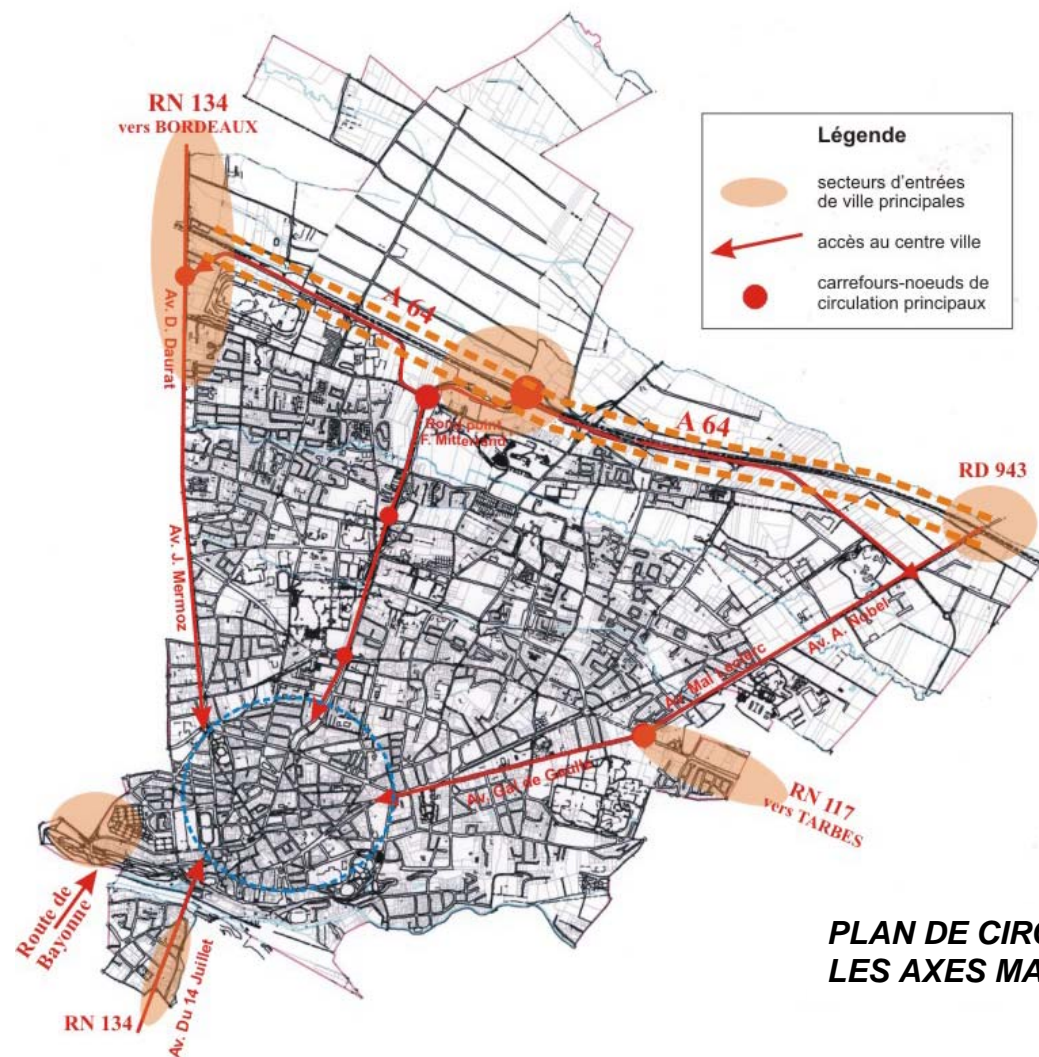 RN 134
vers BORDEAUX
Légende
secteurs d'entrées
de ville principales
accès au centre ville
carrefours-noeuds de
circulation principaux
A 64
Av. D. Daurat
Rond point
F. Mitterrand
A 64
RD 943
Av. J. Mermoz
Av. A. Nobel
Av. Mal Leclerc
Av. Gal de Gaulle
RN 117
vers TARBES
Route de
Bayonne
Av. Du 14 Juillet
RN 134
PLAN DE CIRC
LES AXES MA